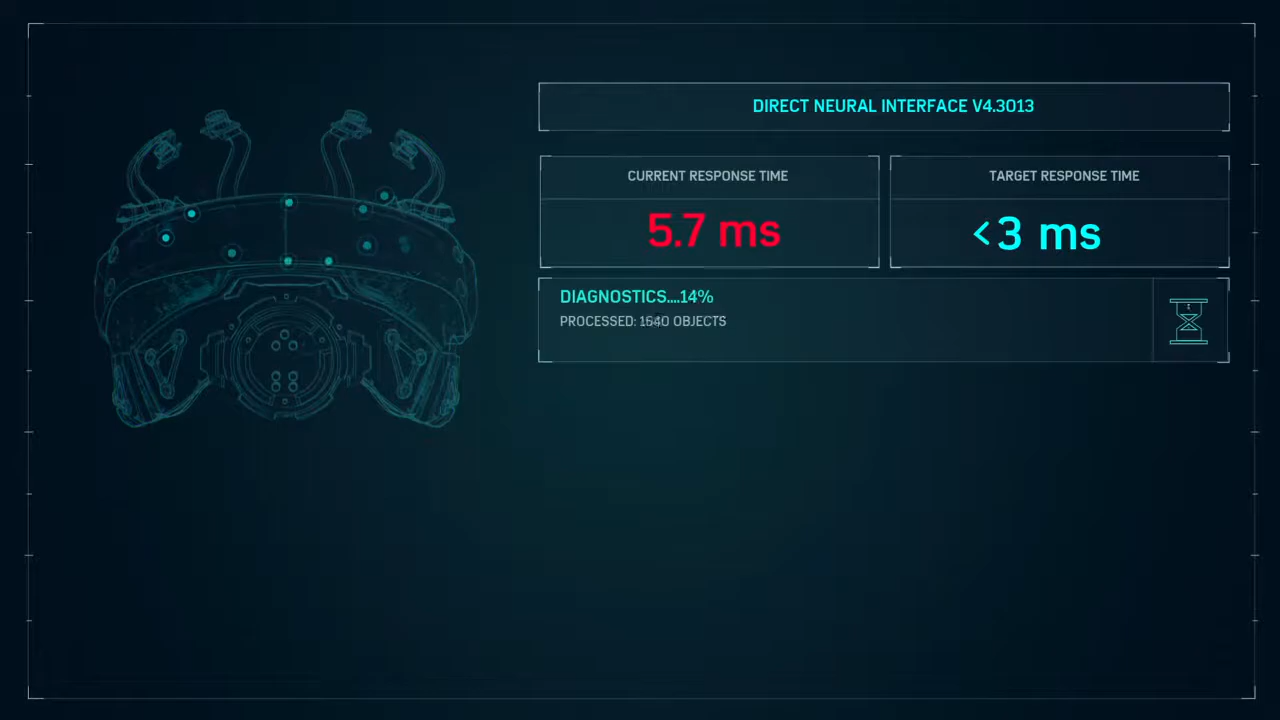 DIRECT NEURAL INTERFACE V4.3013
CURRENT RESPONSE TIME
TARGET RESPONSE TIME
5.7 ms
<3 ms
DIAGNOSTICS....14%
PROCESSED: 1540 OBJECTS